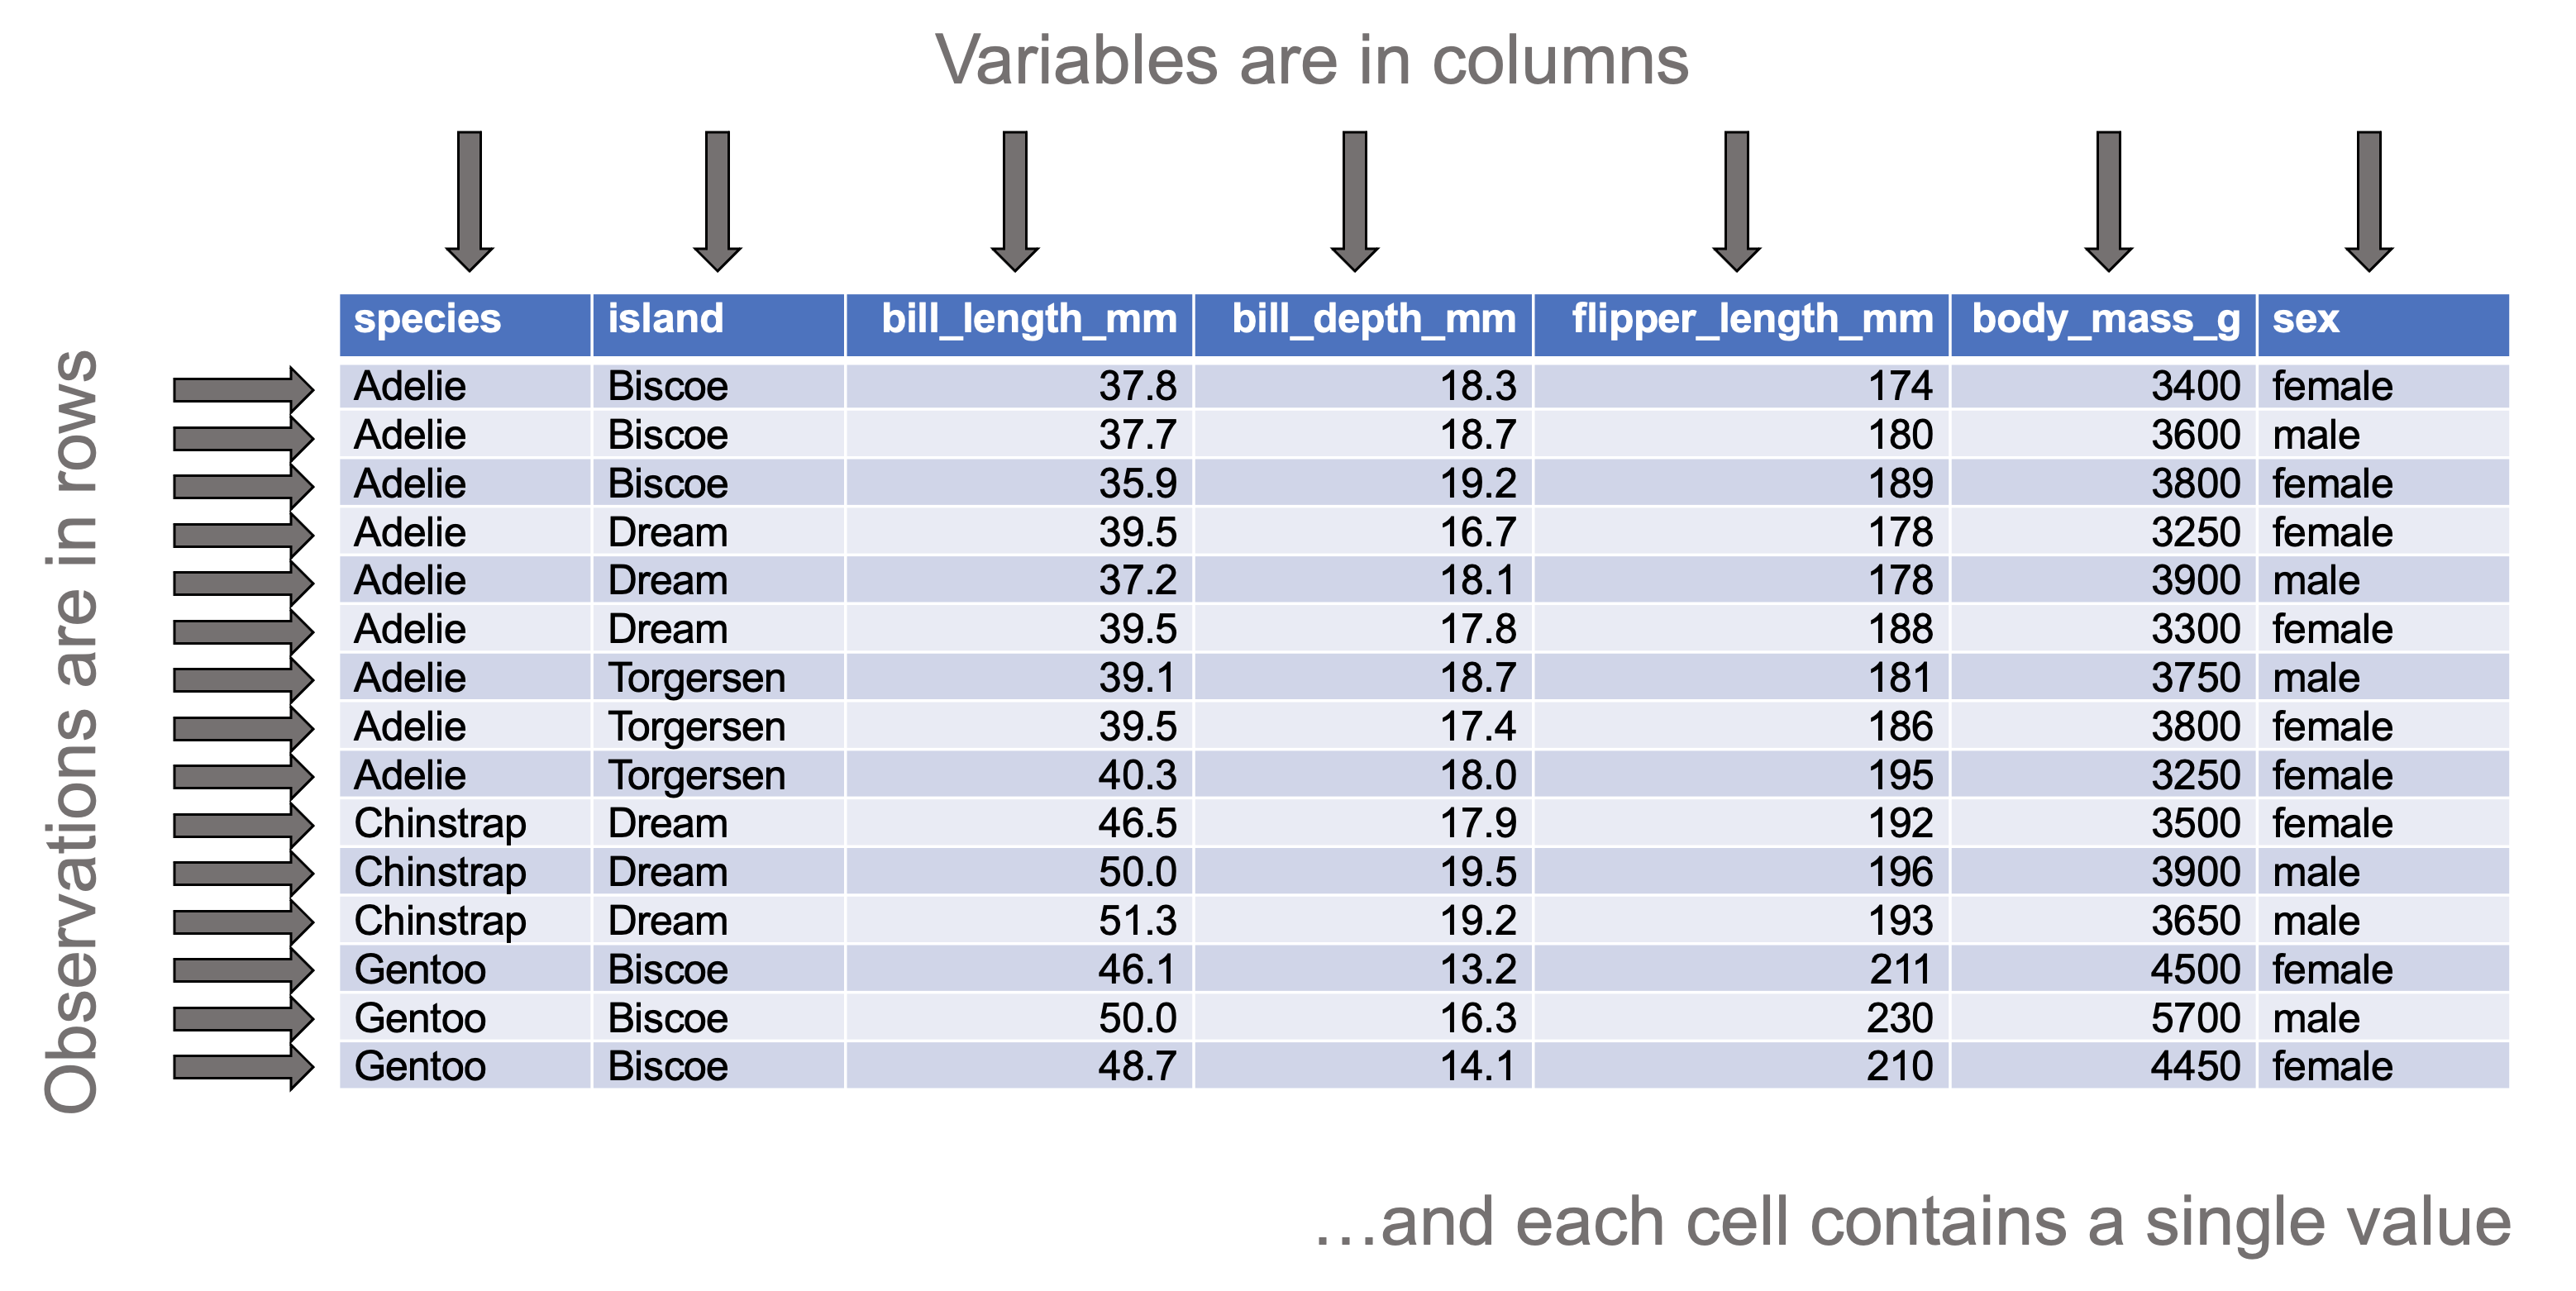 Variables are in columns
Observations are in rows
species island bill_length_mm bill_depth_mm flipper_length_mm body_mass_g sex
Adelie Biscoe 37.8 18.3 174 3400 female
Adelie Biscoe 37.7 18.7 180 3600 male
Adelie Biscoe 35.9 19.2 189 3800 female
Adelie Dream 39.5 16.7 178 3250 female
Adelie Dream 37.2 18.1 178 3900 male
Adelie Dream 39.5 17.8 188 3300 female
Adelie Torgersen 39.1 18.7 181 3750 male
Adelie Torgersen 39.5 17.4 186 3800 female
Adelie Torgersen 40.3 18.0 195 3250 female
Chinstrap Dream 46.5 17.9 192 3500 female
Chinstrap Dream 50.0 19.5 196 3900 male
Chinstrap Dream 51.3 19.2 193 3650 male
Gentoo Biscoe 46.1 13.2 211 4500 female
Gentoo Biscoe 50.0 16.3 230 5700 male
Gentoo Biscoe 48.7 14.1 210 4450 female
…and each cell contains a single value